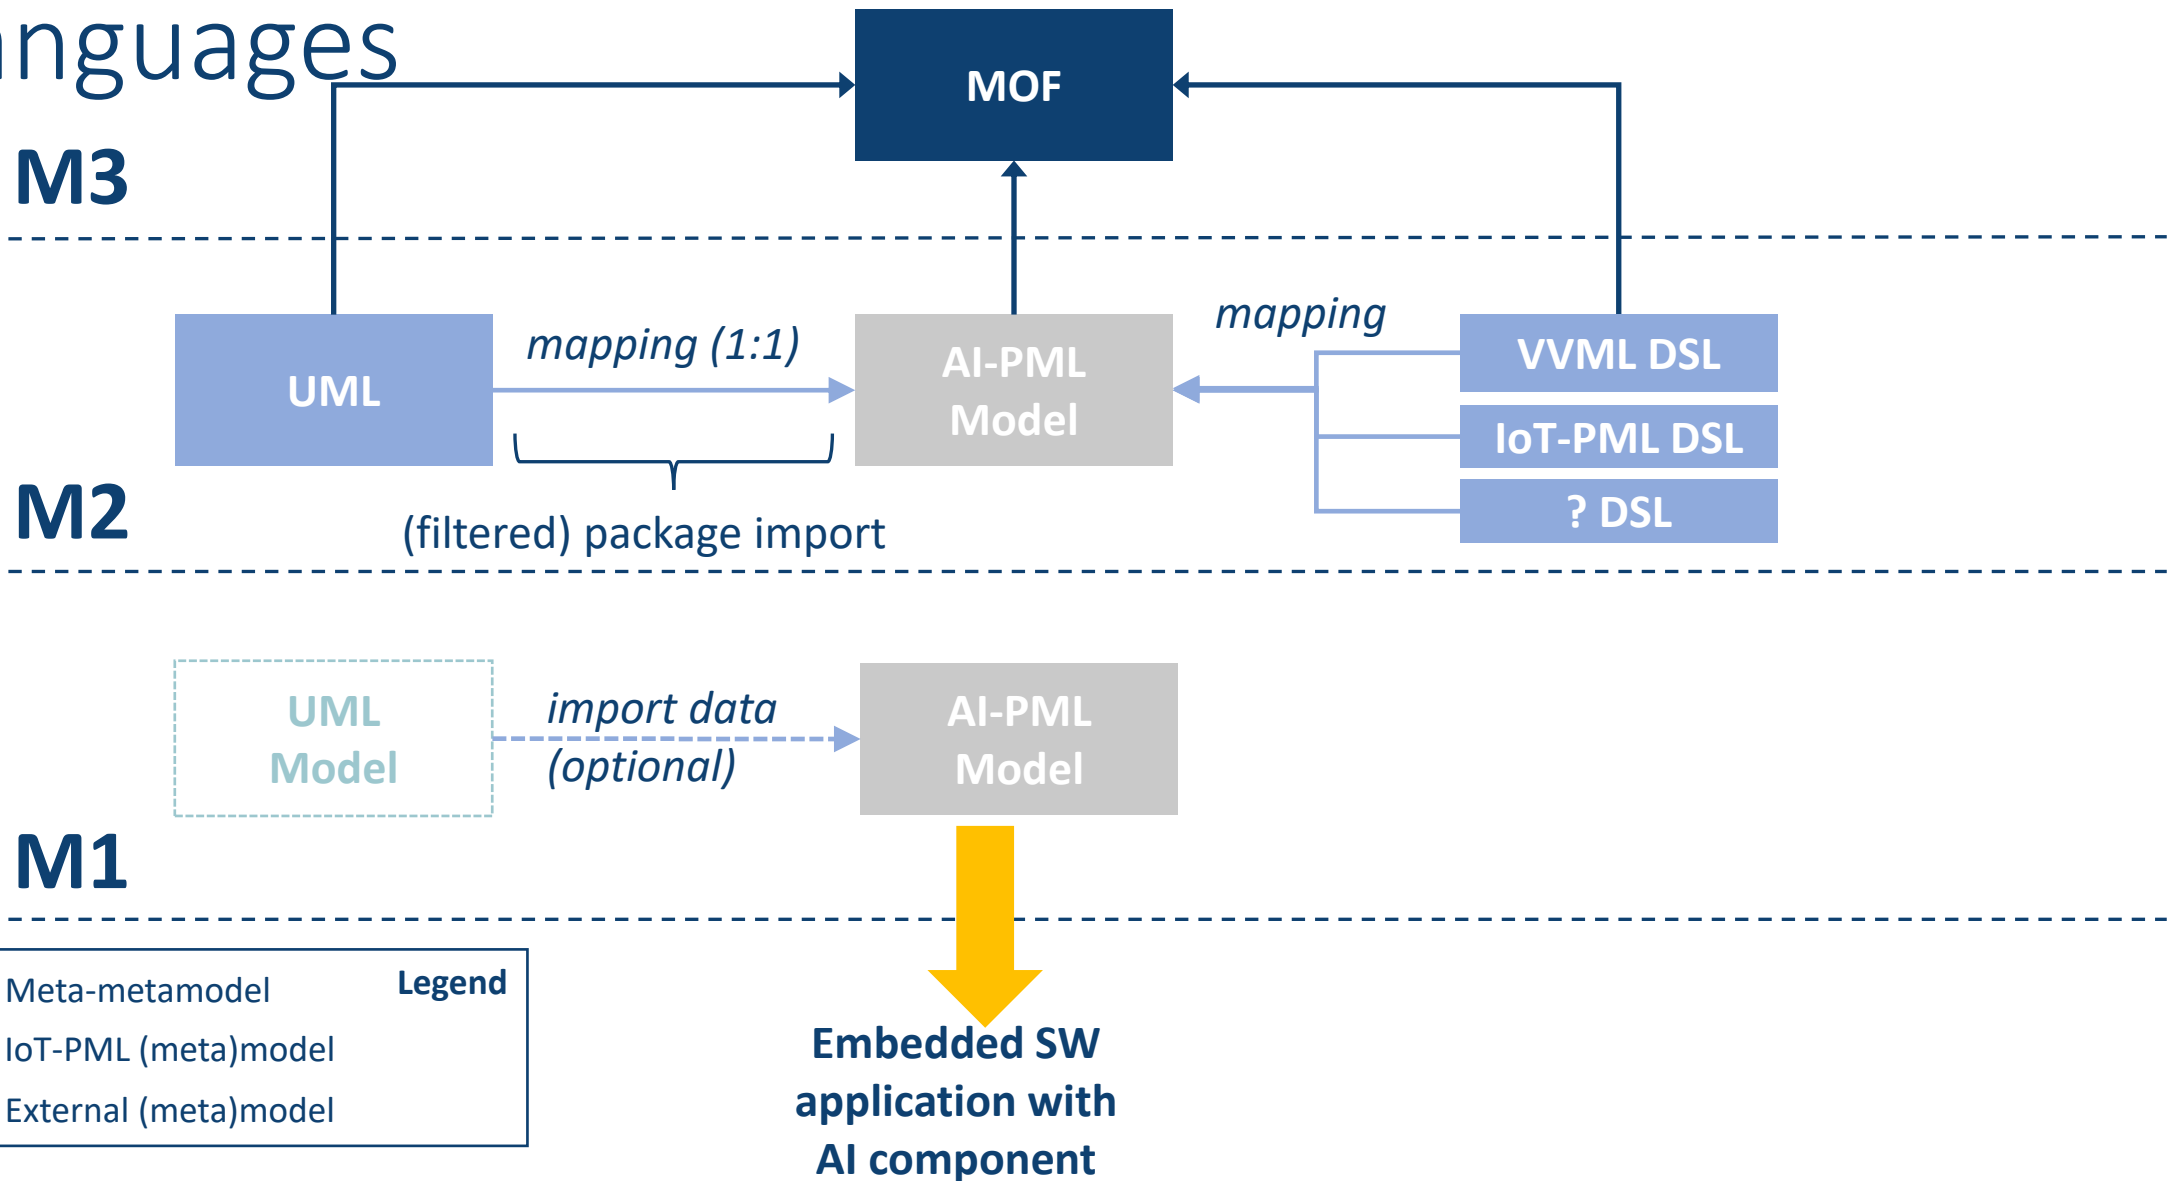 anguages
MOF
M3
mapping
mapping (1:1)
UML
AI-PML
Model
VVML DSL
IoT-PML DSL
? DSL
M2
(filtered) package import
UML
Model
import data
(optional)
AI-PML
Model
M1
Legend
Meta-metamodel
IoT-PML (meta)model
External (meta)model
Embedded SW
application with
AI component